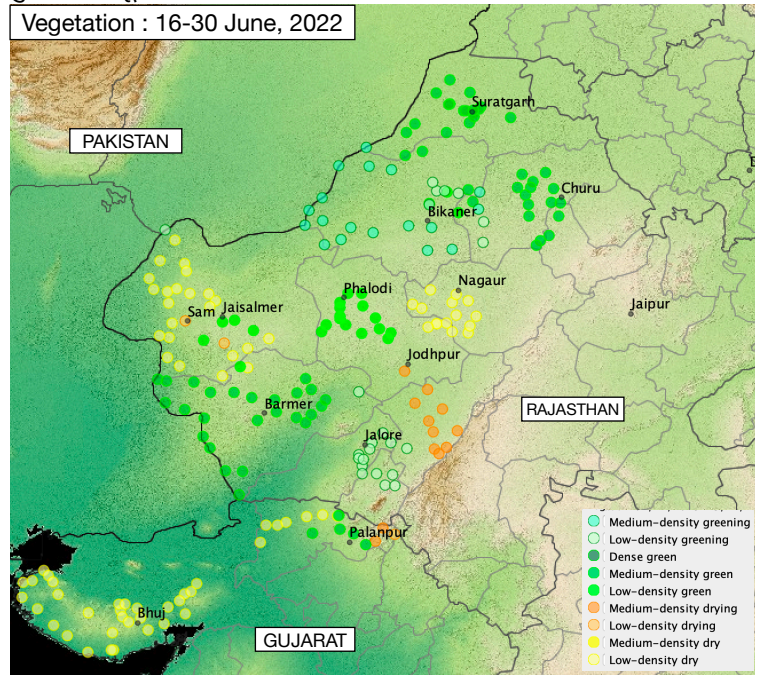 Vegetation : 16-30 June, 2022
Suratgarh
PAKISTAN
Churu
Bikaner
Nagaur
Phalodi
Sam
Jaisalmer
Jaipur
Jodhpur
Barmer
RAJASTHAN
Jalore
Palanpur
Bhuj
GUJARAT
Medium-density greening
Low-density greening
Dense green
Medium-density green
Low-density green
Medium-density drying
Low-density drying
Medium-density dry
Low-density dry